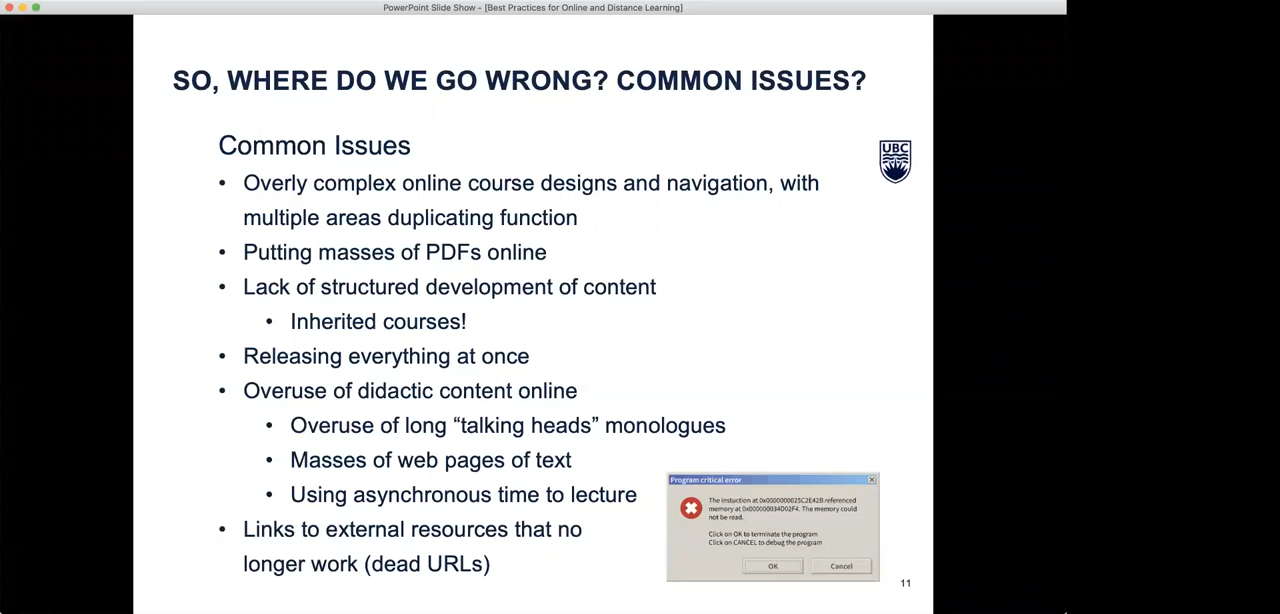 PowerPoint Slide Show - [Best Practices for Online and Distance Learning]
SO, WHERE DO WE GO WRONG? COMMON ISSUES?
Common Issues
UBC
• Overly complex online course designs and navigation, with
multiple areas duplicating function
• Putting masses of PDFs online
• Lack of structured development of content
• Inherited courses!
• Releasing everything at once
• Overuse of didactic content online
• Overuse of long “talking heads” monologues
• Masses of web pages of text
• Using asynchronous time to lecture
• Links to external resources that no
longer work (dead URLs)
Program critical error
The instuction at 0x0000000025C2E42B referenced
memory at 0x000000034D02F4. The memory could
not be read.
Click on OK to terminate the program
Click on CANCEL to debug the program
OK
Cancel
11